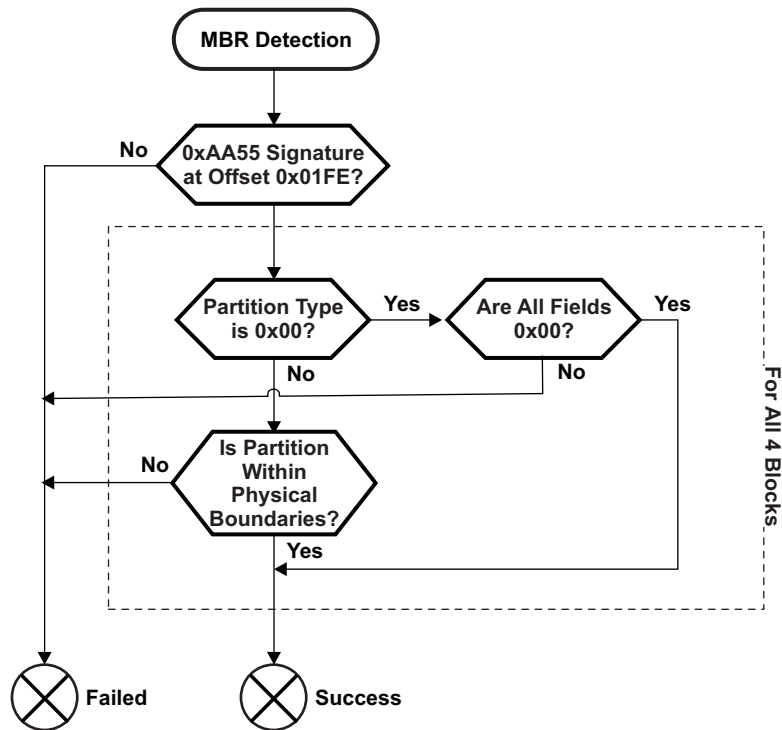 MBR Detection
No
0xAA55 Signature
at Offset 0x01FE?
Partition Type
is 0x00?
Yes
Are All Fields
0x00?
Yes
No
No
For All 4 Blocks
No
Is Partition
Within
Physical
Boundaries?
Yes
Failed
Success